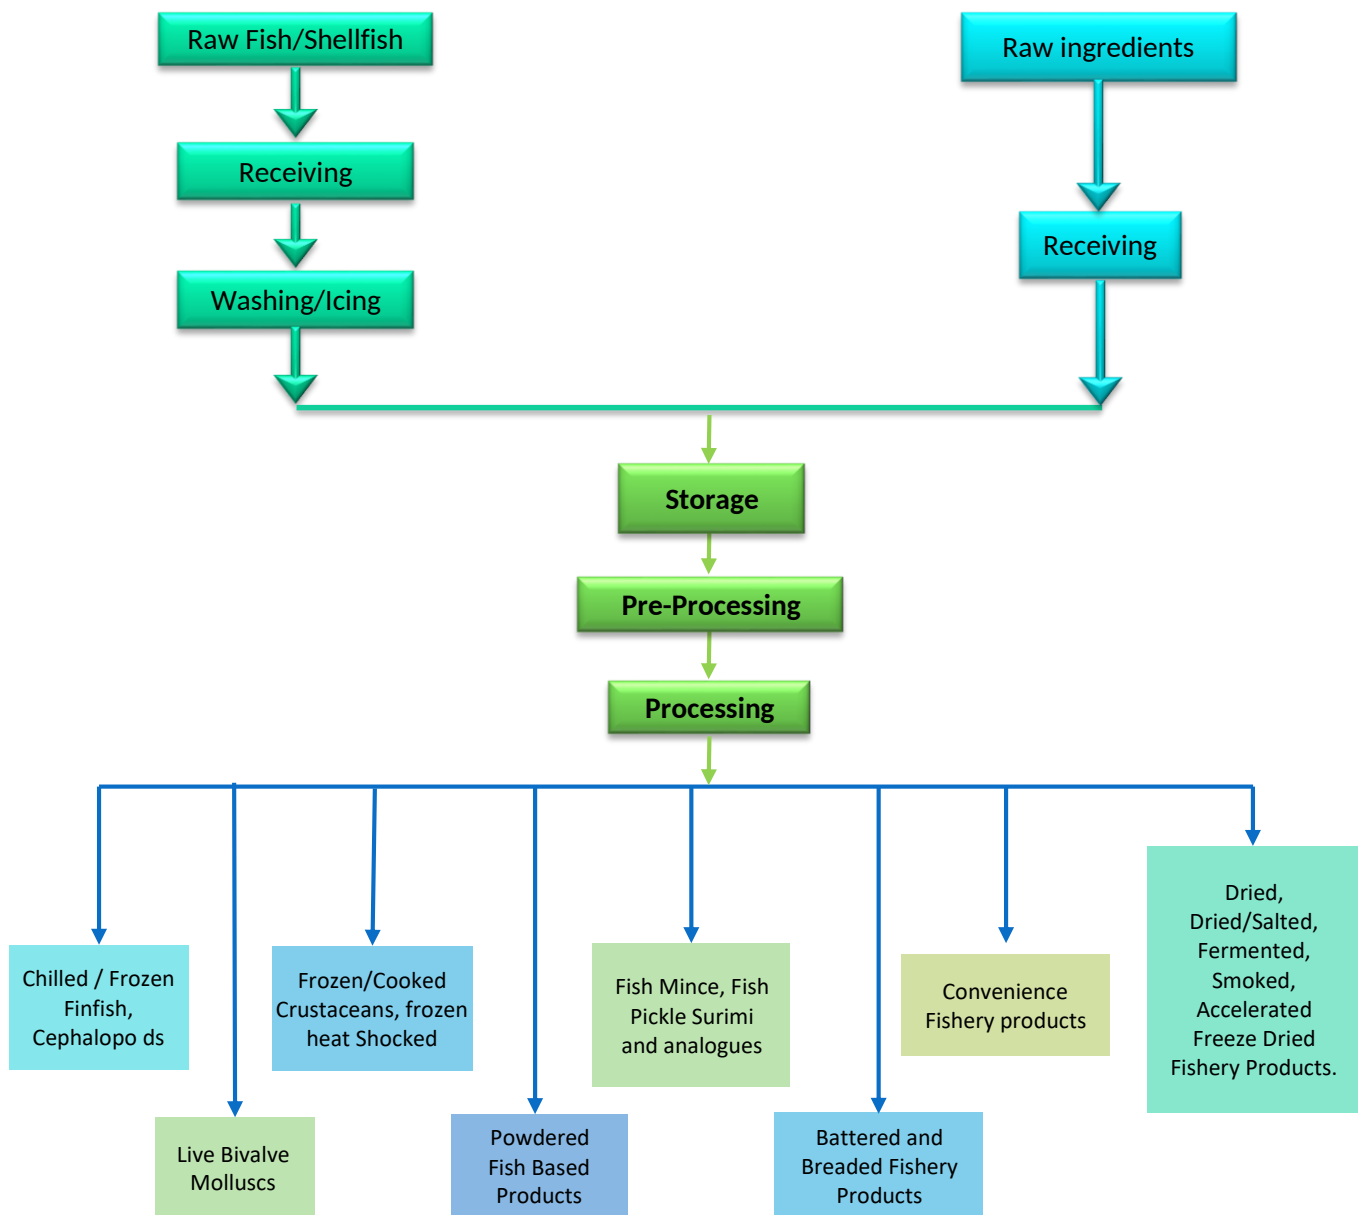 Raw Fish/Shellfish
Raw ingredients
Receiving
Receiving
Washing/Icing
Storage
Pre-Processing
Processing
Chilled / Frozen
Finfish,
Cephalopo ds
Live Bivalve
Molluscs
Frozen/Cooked
Crustaceans, frozen
heat Shocked
Powdered
Fish Based
Products
Fish Mince, Fish
Pickle Surimi
and analogues
Battered and
Breaded Fishery
Products
Convenience
Fishery products
Dried,
Dried/Salted,
Fermented,
Smoked,
Accelerated
Freeze Dried
Fishery Products.